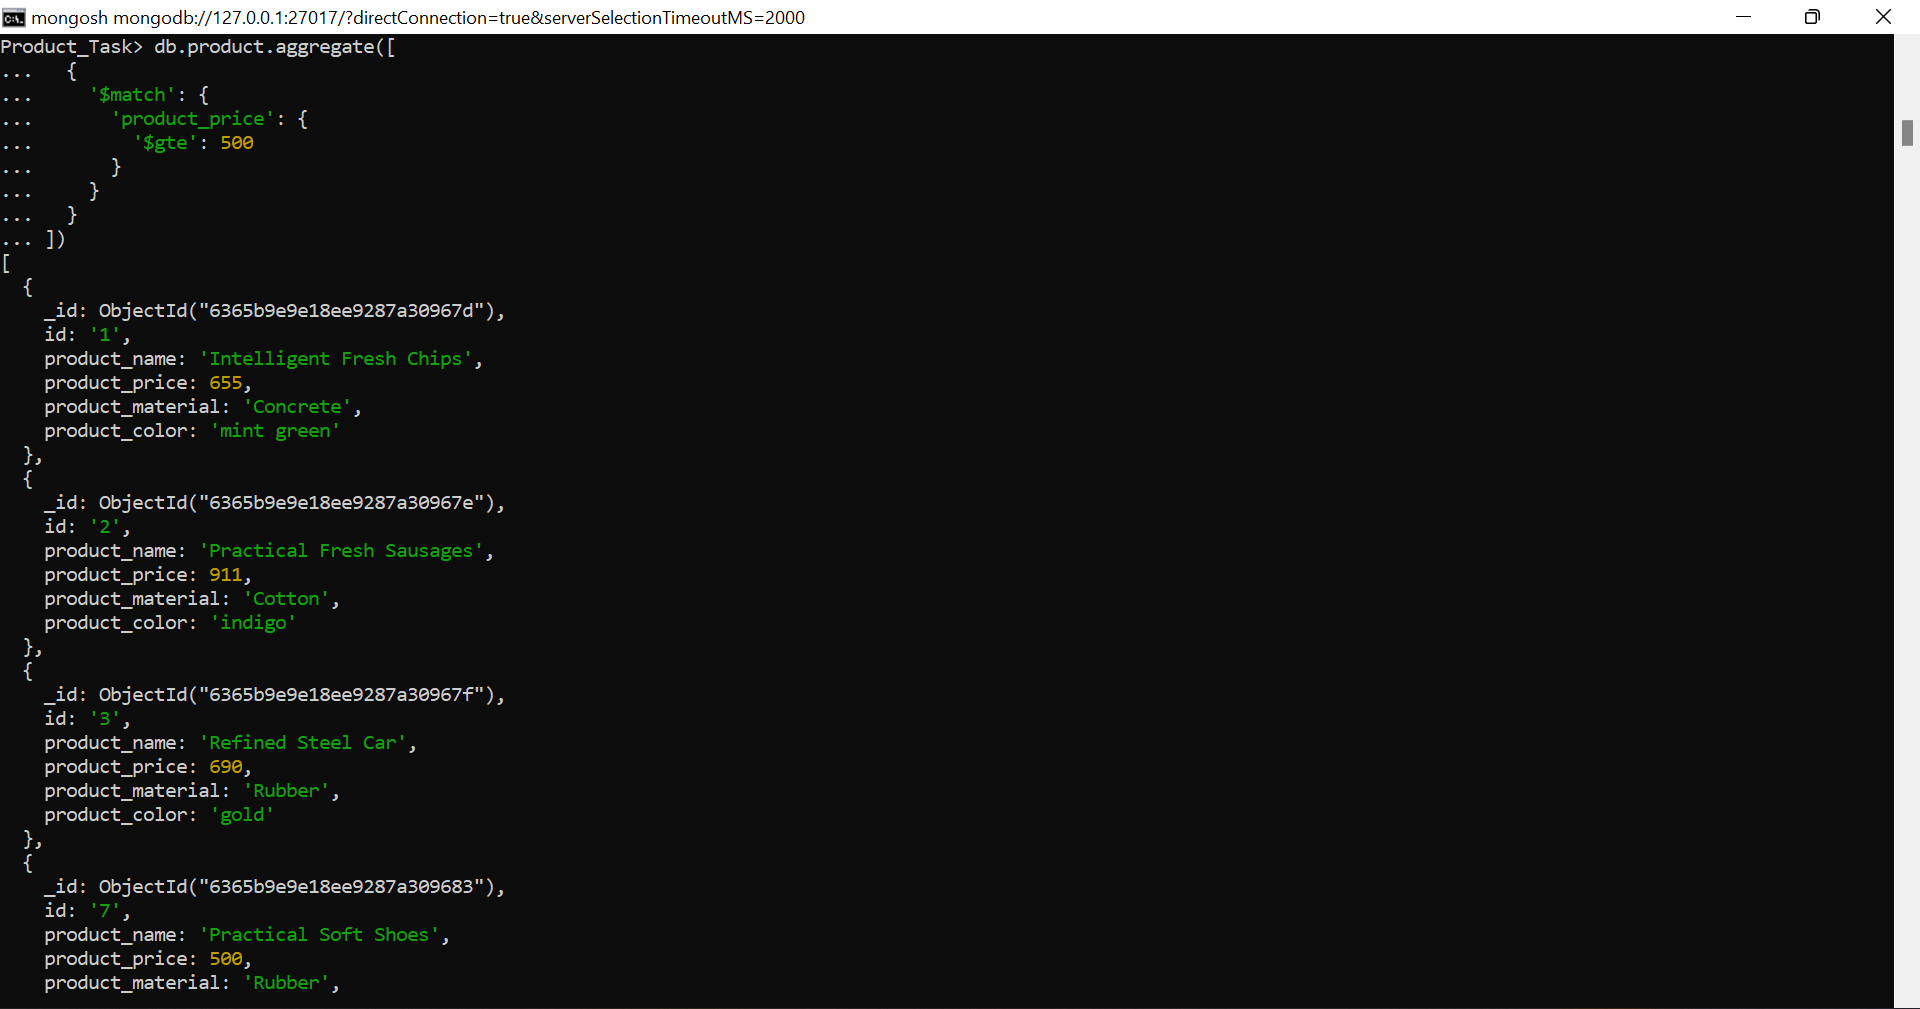 mongosh mongodb://127.0.0.1:27017/?directConnection=true&serverSelectionTimeoutMS=2000
Product_Task> db.product.aggregate([
...   {
...     '$match': {
...       'product_price': {
...         '$gte': 500
...       }
...     }
...   }
... ])
[
  {
    _id: ObjectId("6365b9e9e18ee9287a30967d"),
    id: '1',
    product_name: 'Intelligent Fresh Chips',
    product_price: 655,
    product_material: 'Concrete',
    product_color: 'mint green'
  },
  {
    _id: ObjectId("6365b9e9e18ee9287a30967e"),
    id: '2',
    product_name: 'Practical Fresh Sausages',
    product_price: 911,
    product_material: 'Cotton',
    product_color: 'indigo'
  },
  {
    _id: ObjectId("6365b9e9e18ee9287a30967f"),
    id: '3',
    product_name: 'Refined Steel Car',
    product_price: 690,
    product_material: 'Rubber',
    product_color: 'gold'
  },
  {
    _id: ObjectId("6365b9e9e18ee9287a309683"),
    id: '7',
    product_name: 'Practical Soft Shoes',
    product_price: 500,
    product_material: 'Rubber',